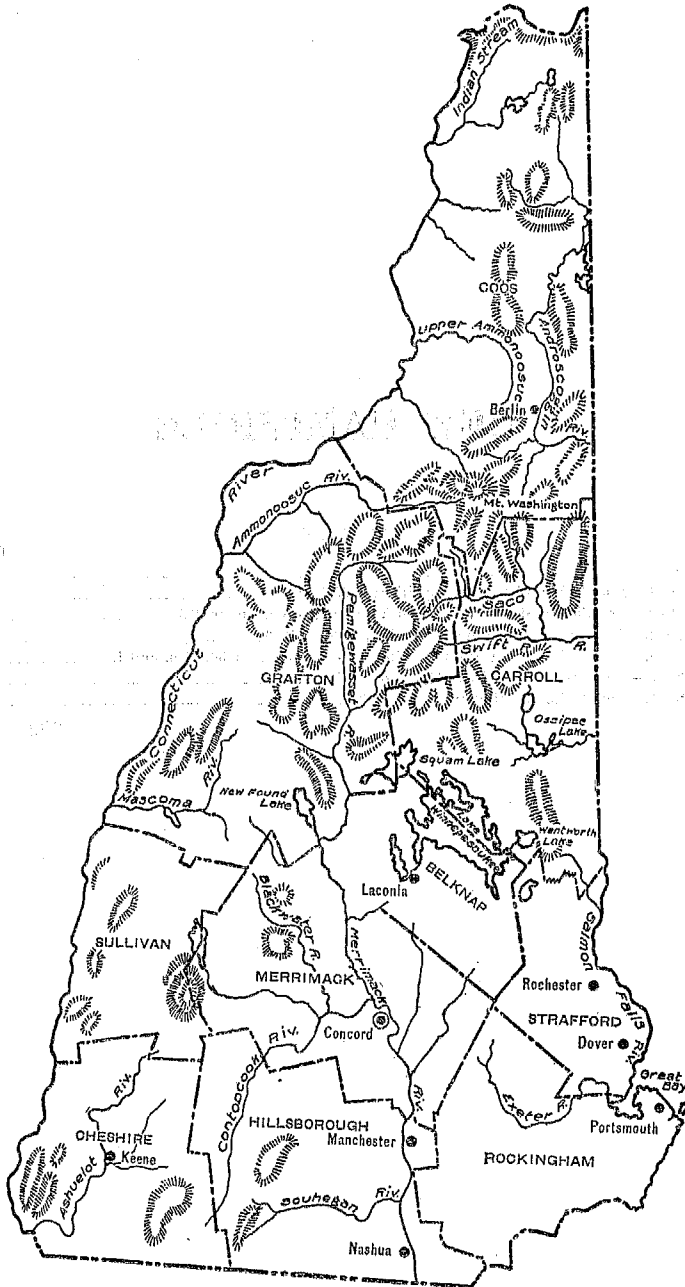 Indian Stream
COOS
Upper Ammonoosuc
Androscoggin Riv.
Berlin
Mt. Washington
River
Ammonoosuc Riv.
Saco
Swift R.
Pemigewasset R.
Connecticut
GRAFTON
CARROLL
Ossipee Lake
Squam Lake
Mascoma Riv.
New Found Lake
Lake Winnepesaukee
Wentworth Lake
Laconia
BELKNAP
Blackwater R.
SULLIVAN
MERRIMACK
Merrimack Riv.
Salmon Falls Riv.
Rochester
STRAFFORD
Dover
Concord
Contoocook Riv.
Great Bay
Exeter R.
Portsmouth
HILLSBOROUGH
Manchester
CHESHIRE
Keene
Ashuelot Riv.
ROCKINGHAM
Souhegan Riv.
Nashua